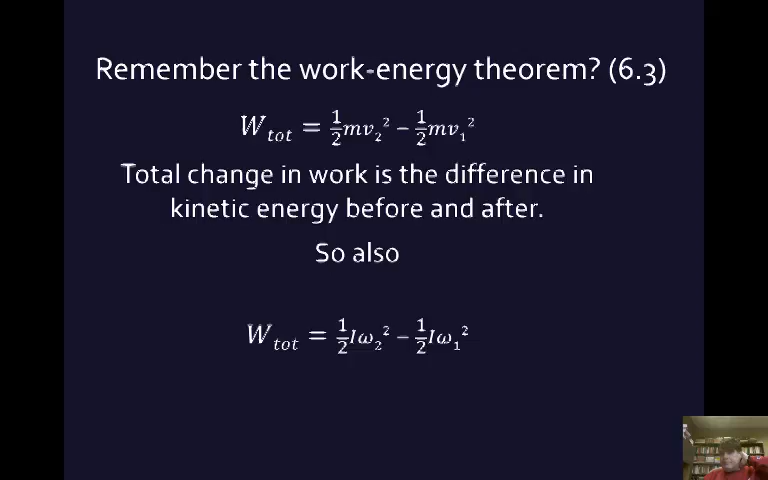 Remember the work-energy theorem? (6.3)
W_tot = ½mv₂² − ½mv₁²
Total change in work is the difference in
kinetic energy before and after.
So also
W_tot = ½Iω₂² − ½Iω₁²